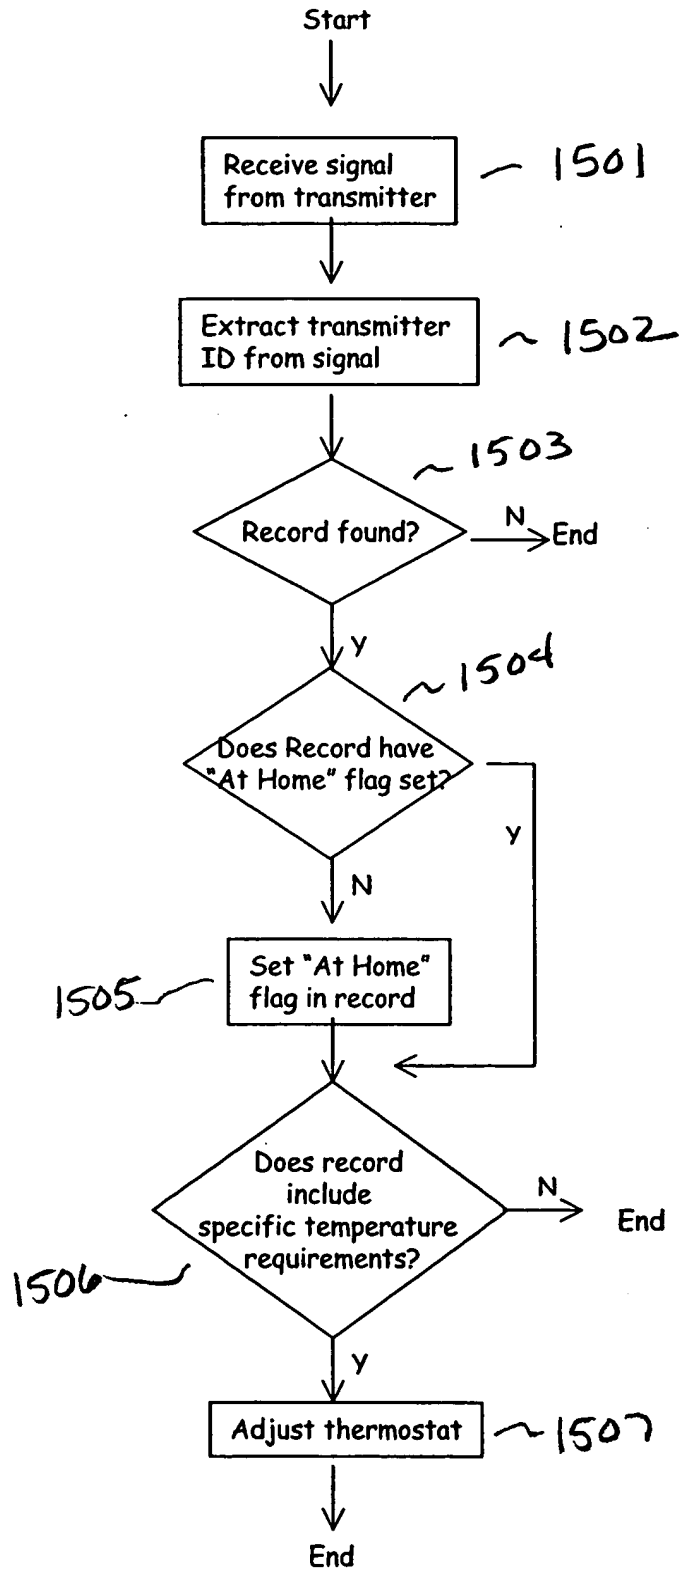 Start
Receive signal
from transmitter
1501
Extract transmitter
ID from signal
1502
1503
Record found?
N
End
Y
1504
Does Record have
"At Home" flag set?
Y
N
Set "At Home"
flag in record
1505
Does record
include
specific temperature
requirements?
N
End
1506
Y
Adjust thermostat
1507
End